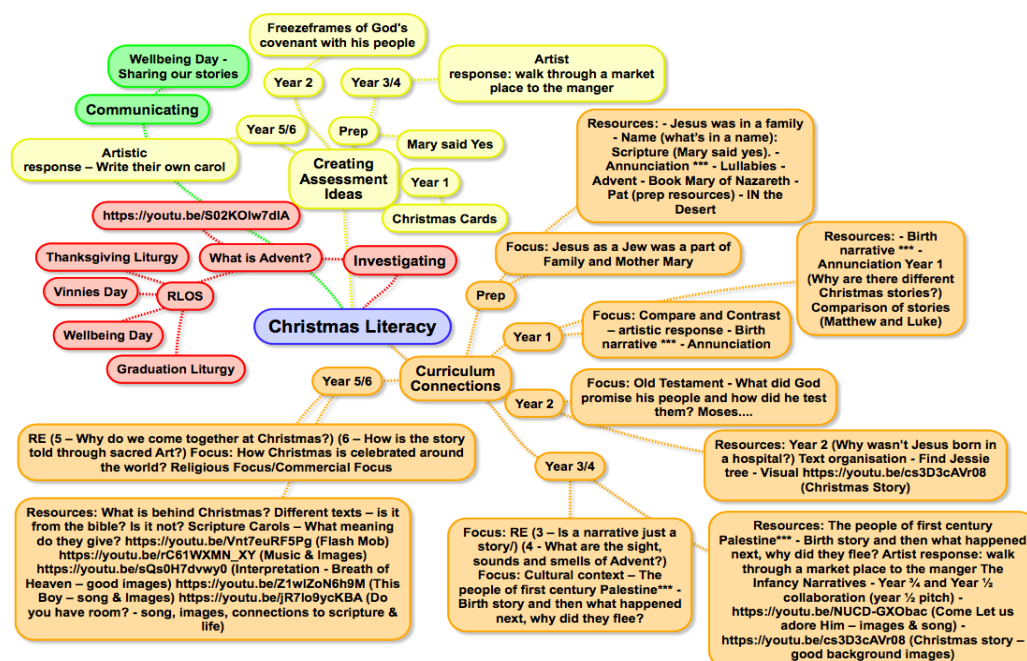 Freezeframes of God's
covenant with his people
Wellbeing Day -
Sharing our stories
Year 2
Year 3/4
Artist
response: walk through a market
place to the manger
Communicating
Year 5/6
Prep
Mary said Yes
Artistic
response – Write their own carol
Creating
Assessment
Ideas
Year 1
Christmas Cards
https://youtu.be/S02KOIw7dlA
Thanksgiving Liturgy
What is Advent?
Investigating
Vinnies Day
RLOS
Wellbeing Day
Graduation Liturgy
Christmas Literacy
Resources: - Jesus was in a family
- Name (what's in a name):
Scripture (Mary said yes). -
Annunciation *** - Lullabies -
Advent - Book Mary of Nazareth -
Pat (prep resources) - IN the
Desert
Focus: Jesus as a Jew was a part of
Family and Mother Mary
Prep
Resources: - Birth
narrative *** -
Annunciation Year 1
(Why are there different
Christmas stories?)
Comparison of stories
(Matthew and Luke)
Focus: Compare and Contrast
– artistic response - Birth
narrative *** - Annunciation
Year 1
Curriculum
Connections
Year 5/6
Focus: Old Testament - What did God
promise his people and how did he test
them? Moses....
Year 2
Resources: Year 2 (Why wasn't Jesus born in
a hospital?) Text organisation - Find Jessie
tree - Visual https://youtu.be/cs3D3cAVr08
(Christmas Story)
RE (5 – Why do we come together at Christmas?) (6 – How is the story
told through sacred Art?) Focus: How Christmas is celebrated around
the world? Religious Focus/Commercial Focus
Year 3/4
Resources: What is behind Christmas? Different texts – is it
from the bible? Is it not? Scripture Carols – What meaning
do they give? https://youtu.be/Vnt7euRF5Pg (Flash Mob)
https://youtu.be/rC61WXMN_XY (Music & Images)
https://youtu.be/sQs0H7dvwy0 (Interpretation - Breath of
Heaven – good images) https://youtu.be/Z1wlZoN6h9M (This
Boy – song & Images) https://youtu.be/jR7Io9ycKBA (Do
you have room? - song, images, connections to scripture &
life)
Focus: RE (3 – Is a narrative just a
story/) (4 - What are the sight,
sounds and smells of Advent?)
Focus: Cultural context – The
people of first century Palestine*** -
Birth story and then what happened
next, why did they flee?
Resources: The people of first century
Palestine*** - Birth story and then what happened
next, why did they flee? Artist response: walk
through a market place to the manger The
Infancy Narratives - Year ¾ and Year ½
collaboration (year ½ pitch) -
https://youtu.be/NUCD-GXObac (Come Let us
adore Him – images & song) -
https://youtu.be/cs3D3cAVr08 (Christmas story –
good background images)